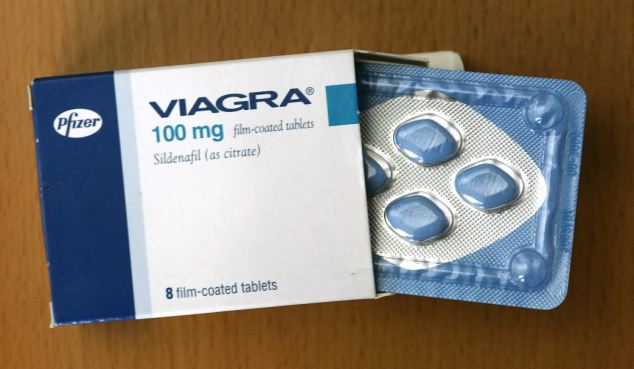 Pfizer
VIAGRA®
100 mg film-coated tablets
Sildenafil (as citrate)
8 film-coated tablets